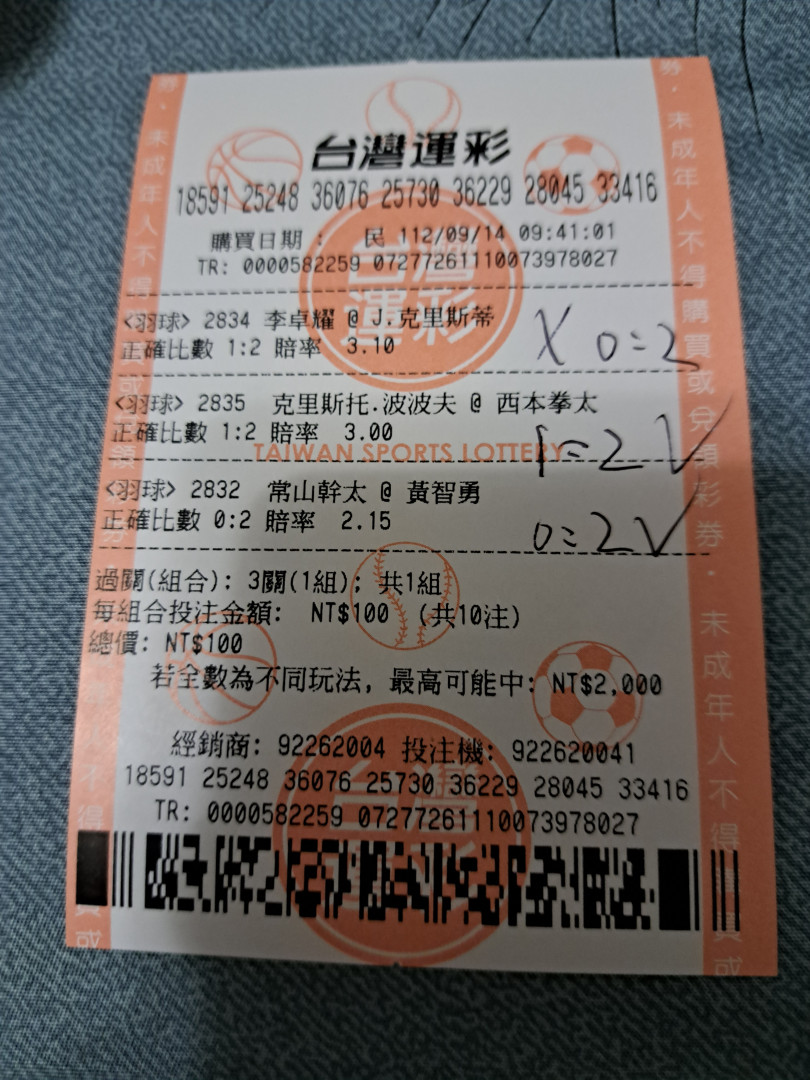 台灣運彩
18591 25248 36076 25730 36229 28045 33416
購買日期： 民 112/09/14 09:41:01
TR: 0000582259 07277261110073978027
<羽球> 2834 李卓耀 @ J.克里斯蒂
正確比數 1:2 賠率 3.10
X 0=2
<羽球> 2835 克里斯托.波波夫 @ 西本拳太
正確比數 1:2 賠率 3.00
TAIWAN SPORTS LOTTERY
1=2 V
<羽球> 2832 常山幹太 @ 黃智勇
正確比數 0:2 賠率 2.15
0=2 V
過關(組合): 3關(1組); 共1組
每組合投注金額: NT$100 (共10注)
總價: NT$100
若全數為不同玩法, 最高可能中: NT$2,000
經銷商: 92262004 投注機: 922620041
18591 25248 36076 25730 36229 28045 33416
TR: 0000582259 07277261110073978027
券．未成年人不得購買或兌領彩券．未成年人不得購買或